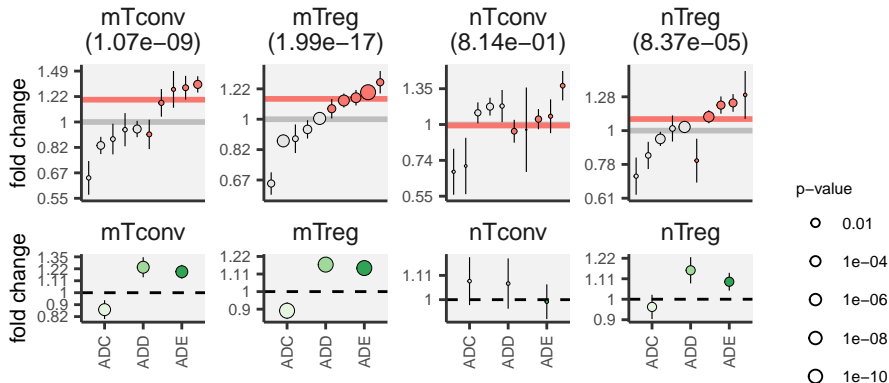 mTconv
(1.07e−09)
mTreg
(1.99e−17)
nTconv
(8.14e−01)
nTreg
(8.37e−05)
fold change
1.49
1.22
1
0.82
0.67
0.55
1.22
1
0.82
0.67
1.35
1
0.74
0.55
1.28
1
0.78
0.61
mTconv
mTreg
nTconv
nTreg
fold change
1.35
1.22
1.11
1
0.9
0.82
1.22
1.11
1
0.9
1.11
1
1.22
1.11
1
0.9
ADC
ADD
ADE
ADC
ADD
ADE
ADC
ADD
ADE
ADC
ADD
ADE
p−value
0.01
1e−04
1e−06
1e−08
1e−10